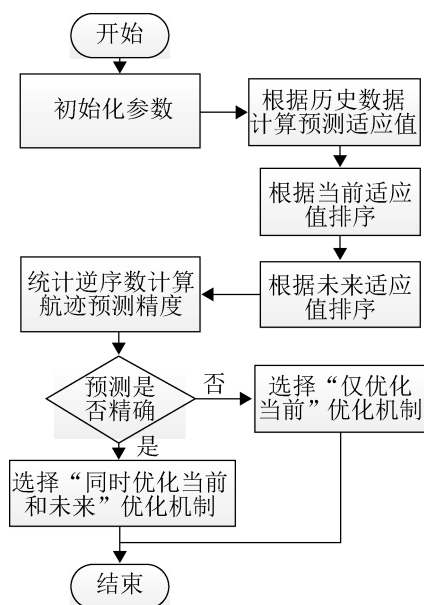 开始
初始化参数
根据历史数据
计算预测适应值
根据当前适应
值排序
根据未来适应
值排序
统计逆序数计算
航迹预测精度
预测是
否精确
否
选择“仅优化
当前”优化机制
是
选择“同时优化当前
和未来”优化机制
结束